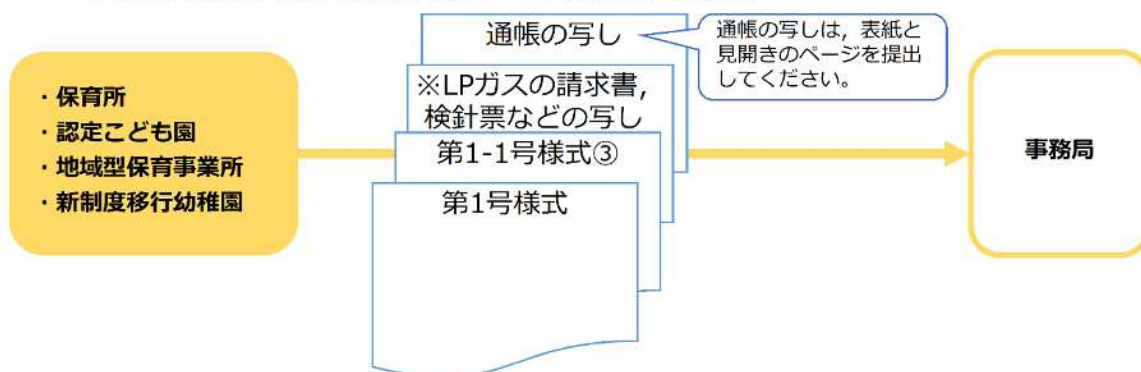 通帳の写し
通帳の写しは，表紙と
見開きのページを提出
してください。
※LPガスの請求書，
検針票などの写し
第1-1号様式③
第1号様式
・保育所
・認定こども園
・地域型保育事業所
・新制度移行幼稚園
事務局